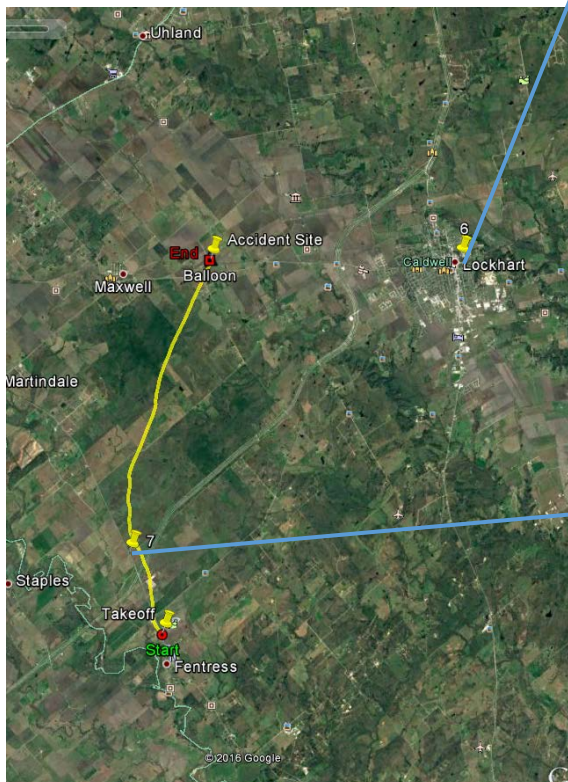 Uhland
Accident Site
End
Balloon
Maxwell
6
Caldwell
Lockhart
Martindale
7
Staples
Takeoff
Start
Fentress
©2016 Google